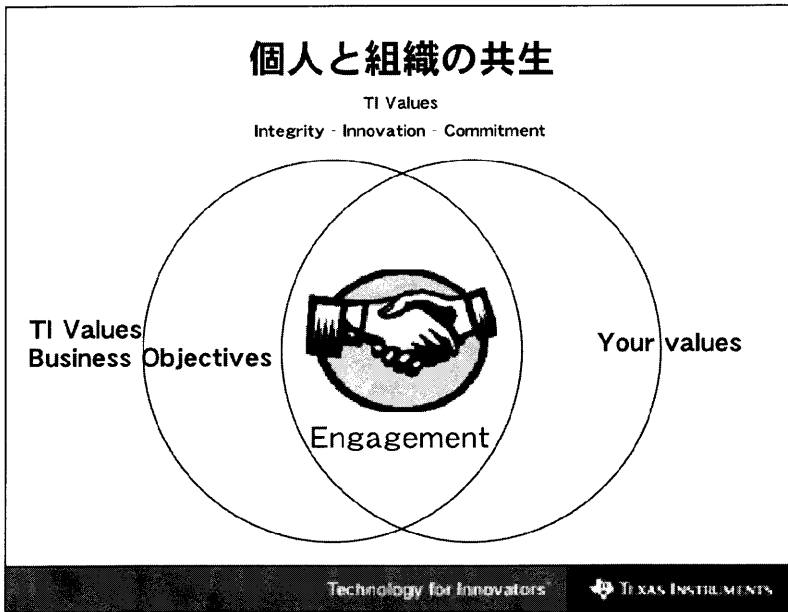 個人と組織の共生
TI Values
Integrity - Innovation - Commitment
TI Values
Business Objectives
Your values
Engagement
Technology for Innovators™
TEXAS INSTRUMENTS